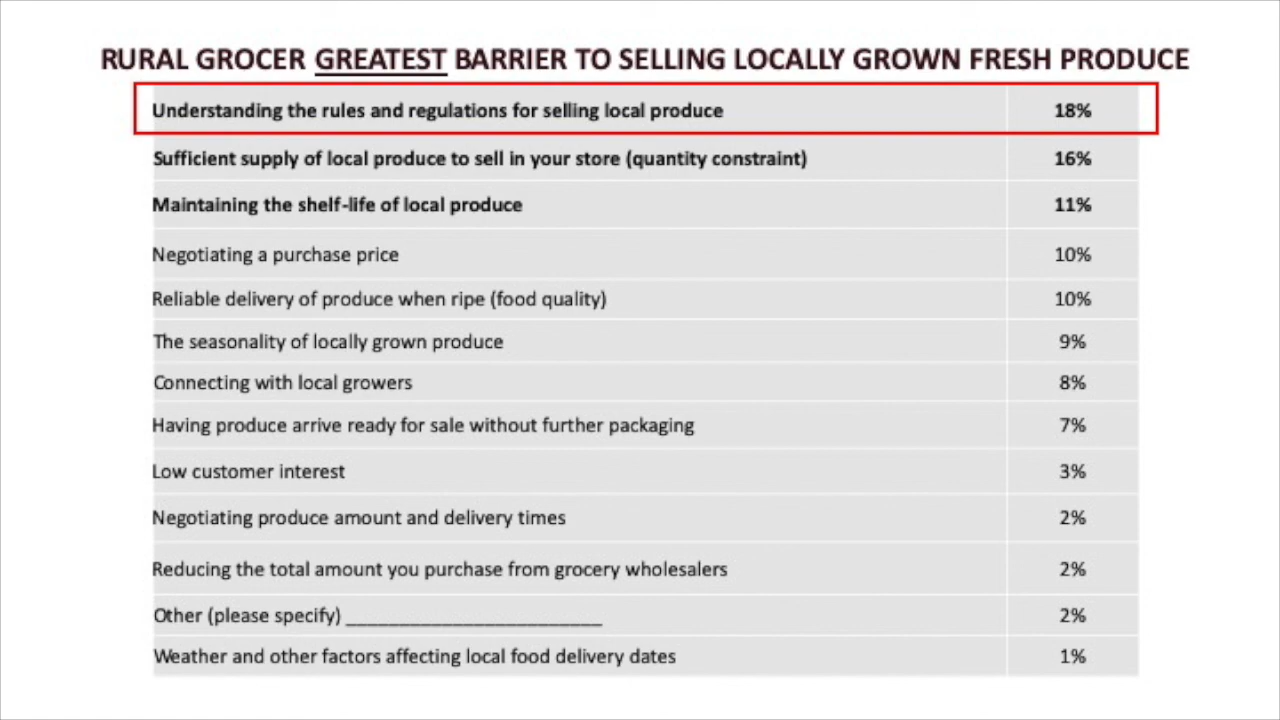 RURAL GROCER GREATEST BARRIER TO SELLING LOCALLY GROWN FRESH PRODUCE
Understanding the rules and regulations for selling local produce 18%
Sufficient supply of local produce to sell in your store (quantity constraint) 16%
Maintaining the shelf-life of local produce 11%
Negotiating a purchase price 10%
Reliable delivery of produce when ripe (food quality) 10%
The seasonality of locally grown produce 9%
Connecting with local growers 8%
Having produce arrive ready for sale without further packaging 7%
Low customer interest 3%
Negotiating produce amount and delivery times 2%
Reducing the total amount you purchase from grocery wholesalers 2%
Other (please specify) ________________________ 2%
Weather and other factors affecting local food delivery dates 1%